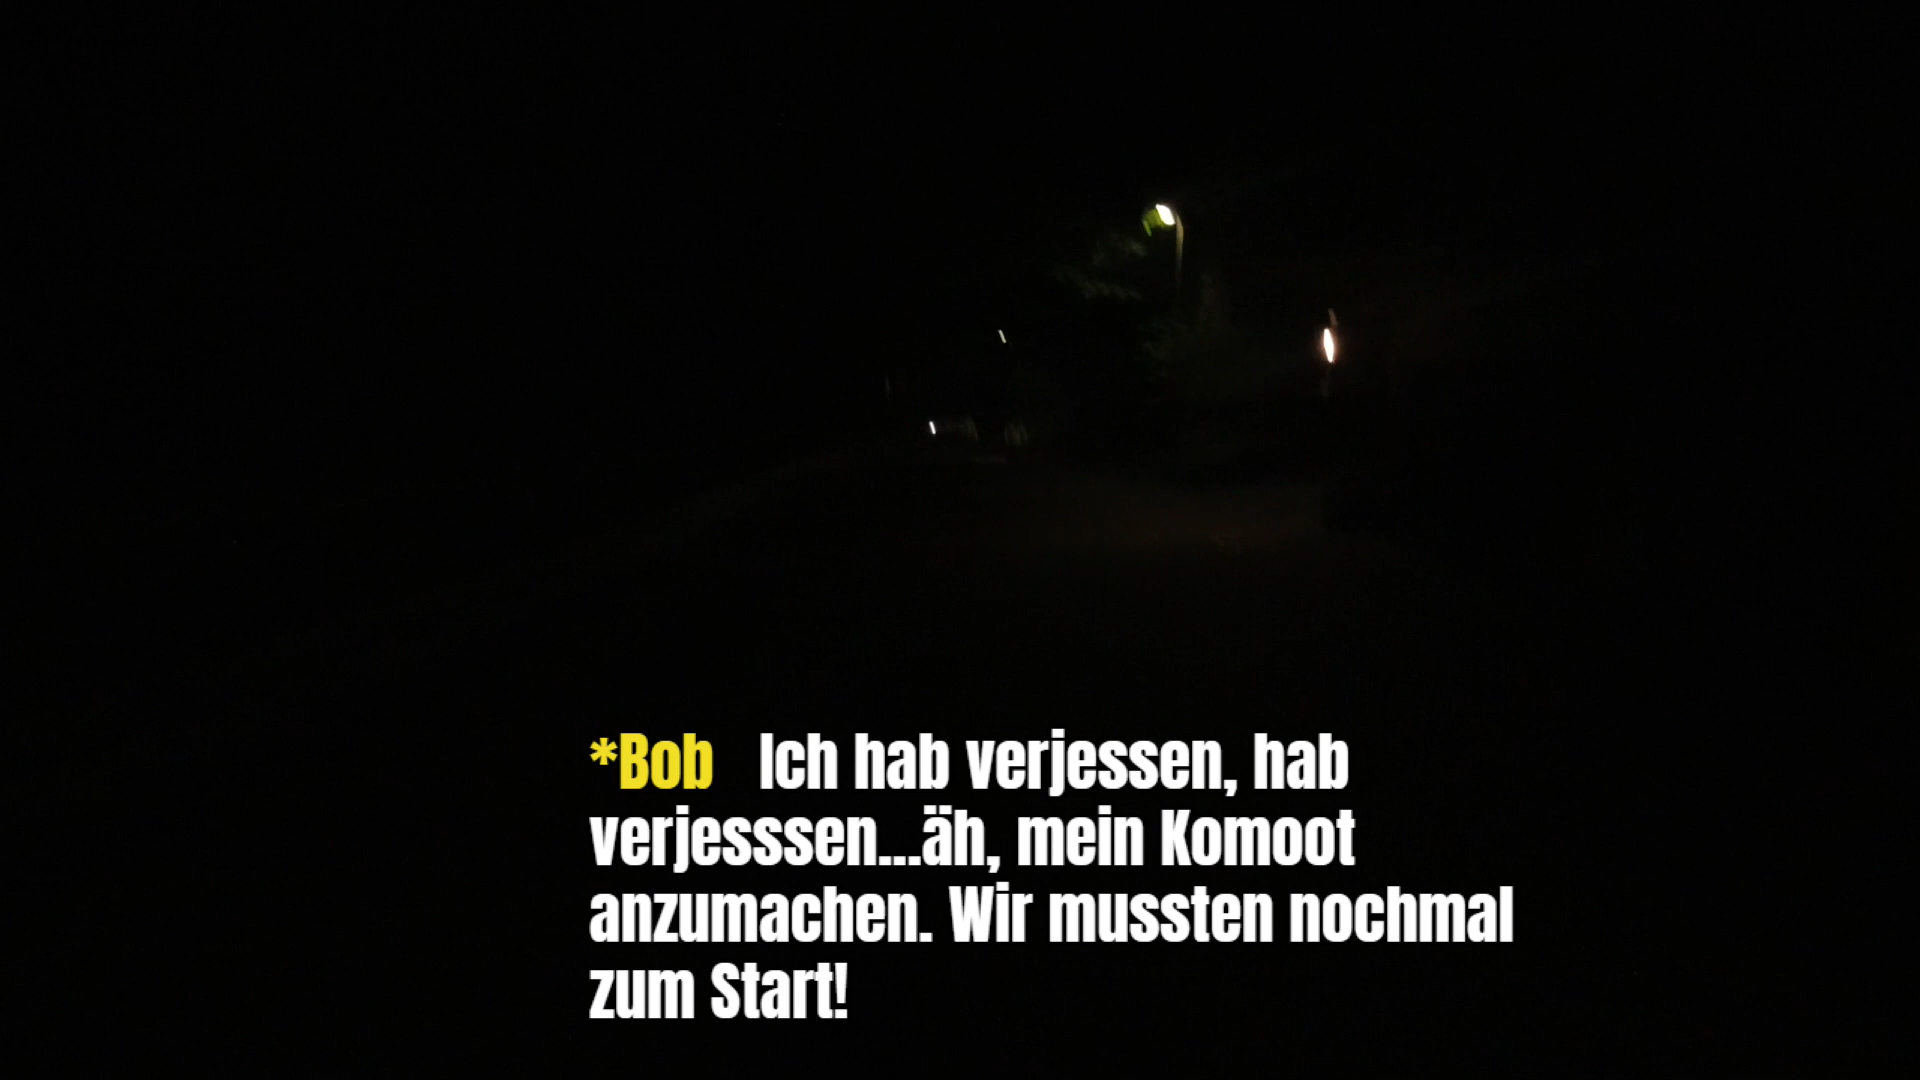 *Bob Ich hab verjessen, hab
verjesssen...äh, mein Komoot
anzumachen. Wir mussten nochmal
zum Start!